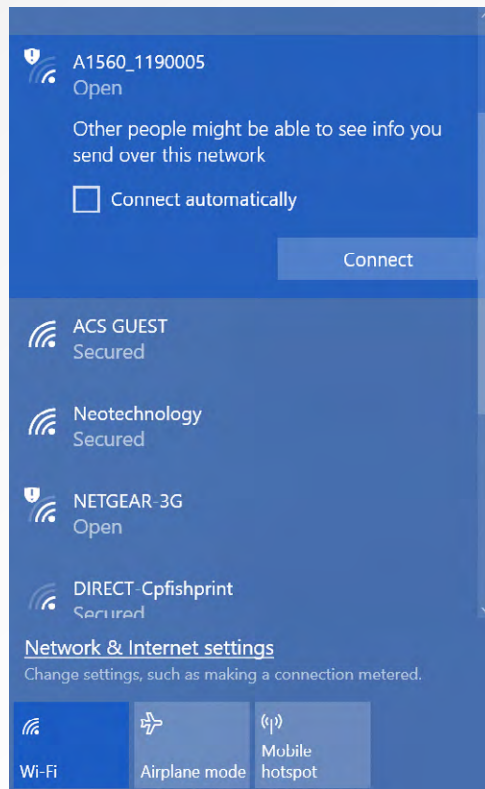 A1560_1190005
Open
Other people might be able to see info you
send over this network
Connect automatically
Connect
ACS GUEST
Secured
Neotechnology
Secured
NETGEAR-3G
Open
DIRECT-Cpfishprint
Secured
Network & Internet settings
Change settings, such as making a connection metered.
Wi-Fi
Airplane mode
Mobile
hotspot